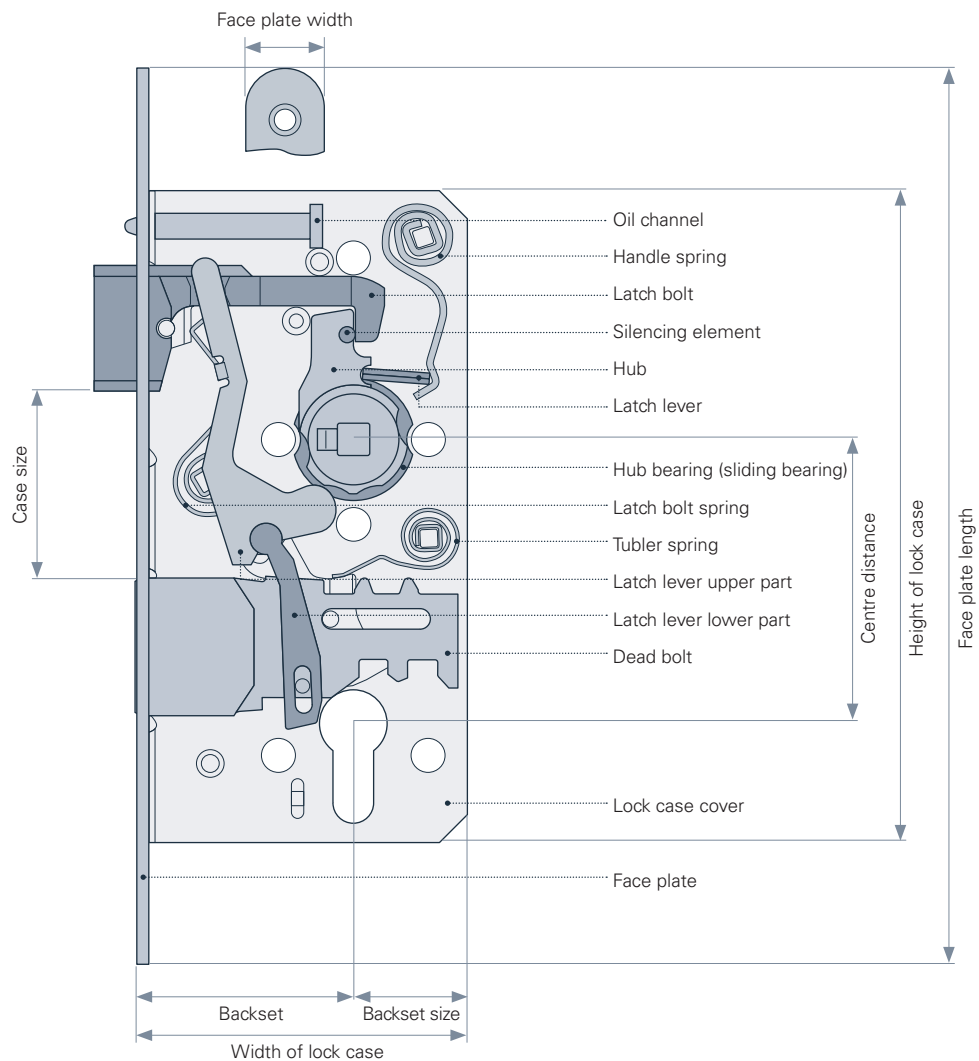 Face plate width
Oil channel
Handle spring
Latch bolt
Silencing element
Hub
Latch lever
Hub bearing (sliding bearing)
Latch bolt spring
Tubler spring
Latch lever upper part
Latch lever lower part
Dead bolt
Lock case cover
Face plate
Case size
Centre distance
Height of lock case
Face plate length
Backset
Backset size
Width of lock case